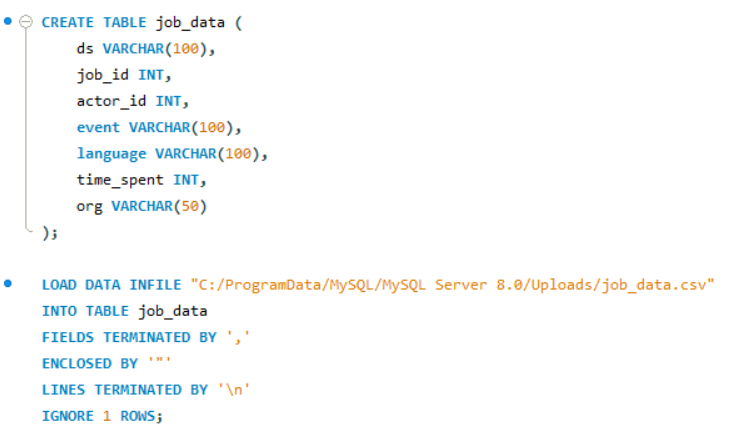 CREATE TABLE job_data (
ds VARCHAR(100),
job_id INT,
actor_id INT,
event VARCHAR(100),
language VARCHAR(100),
time_spent INT,
org VARCHAR(50)
);
LOAD DATA INFILE "C:/ProgramData/MySQL/MySQL Server 8.0/Uploads/job_data.csv"
INTO TABLE job_data
FIELDS TERMINATED BY ','
ENCLOSED BY '"'
LINES TERMINATED BY '\n'
IGNORE 1 ROWS;